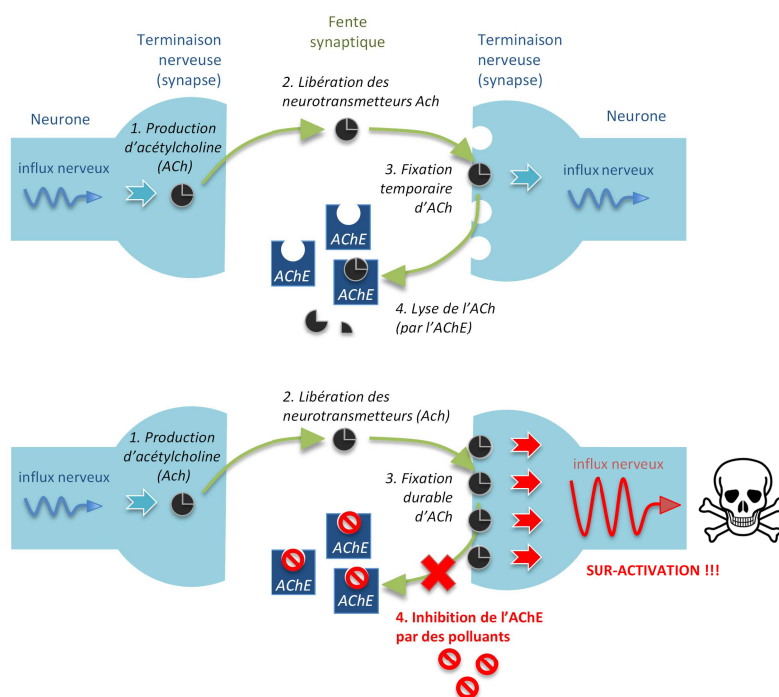 Fente
synaptique
Terminaison
nerveuse
(synapse)
Terminaison
nerveuse
(synapse)
2. Libération des
neurotransmetteurs Ach
Neurone
Neurone
1. Production
d’acétylcholine
(ACh)
influx nerveux
3. Fixation
temporaire
d’ACh
influx nerveux
AChE
AChE
AChE
4. Lyse de l’ACh
(par l’AChE)
2. Libération des
neurotransmetteurs (Ach)
1. Production
d’acétylcholine
(Ach)
influx nerveux
3. Fixation
durable
d’ACh
influx nerveux
AChE
AChE
AChE
SUR-ACTIVATION !!!
4. Inhibition de l’AChE
par des polluants